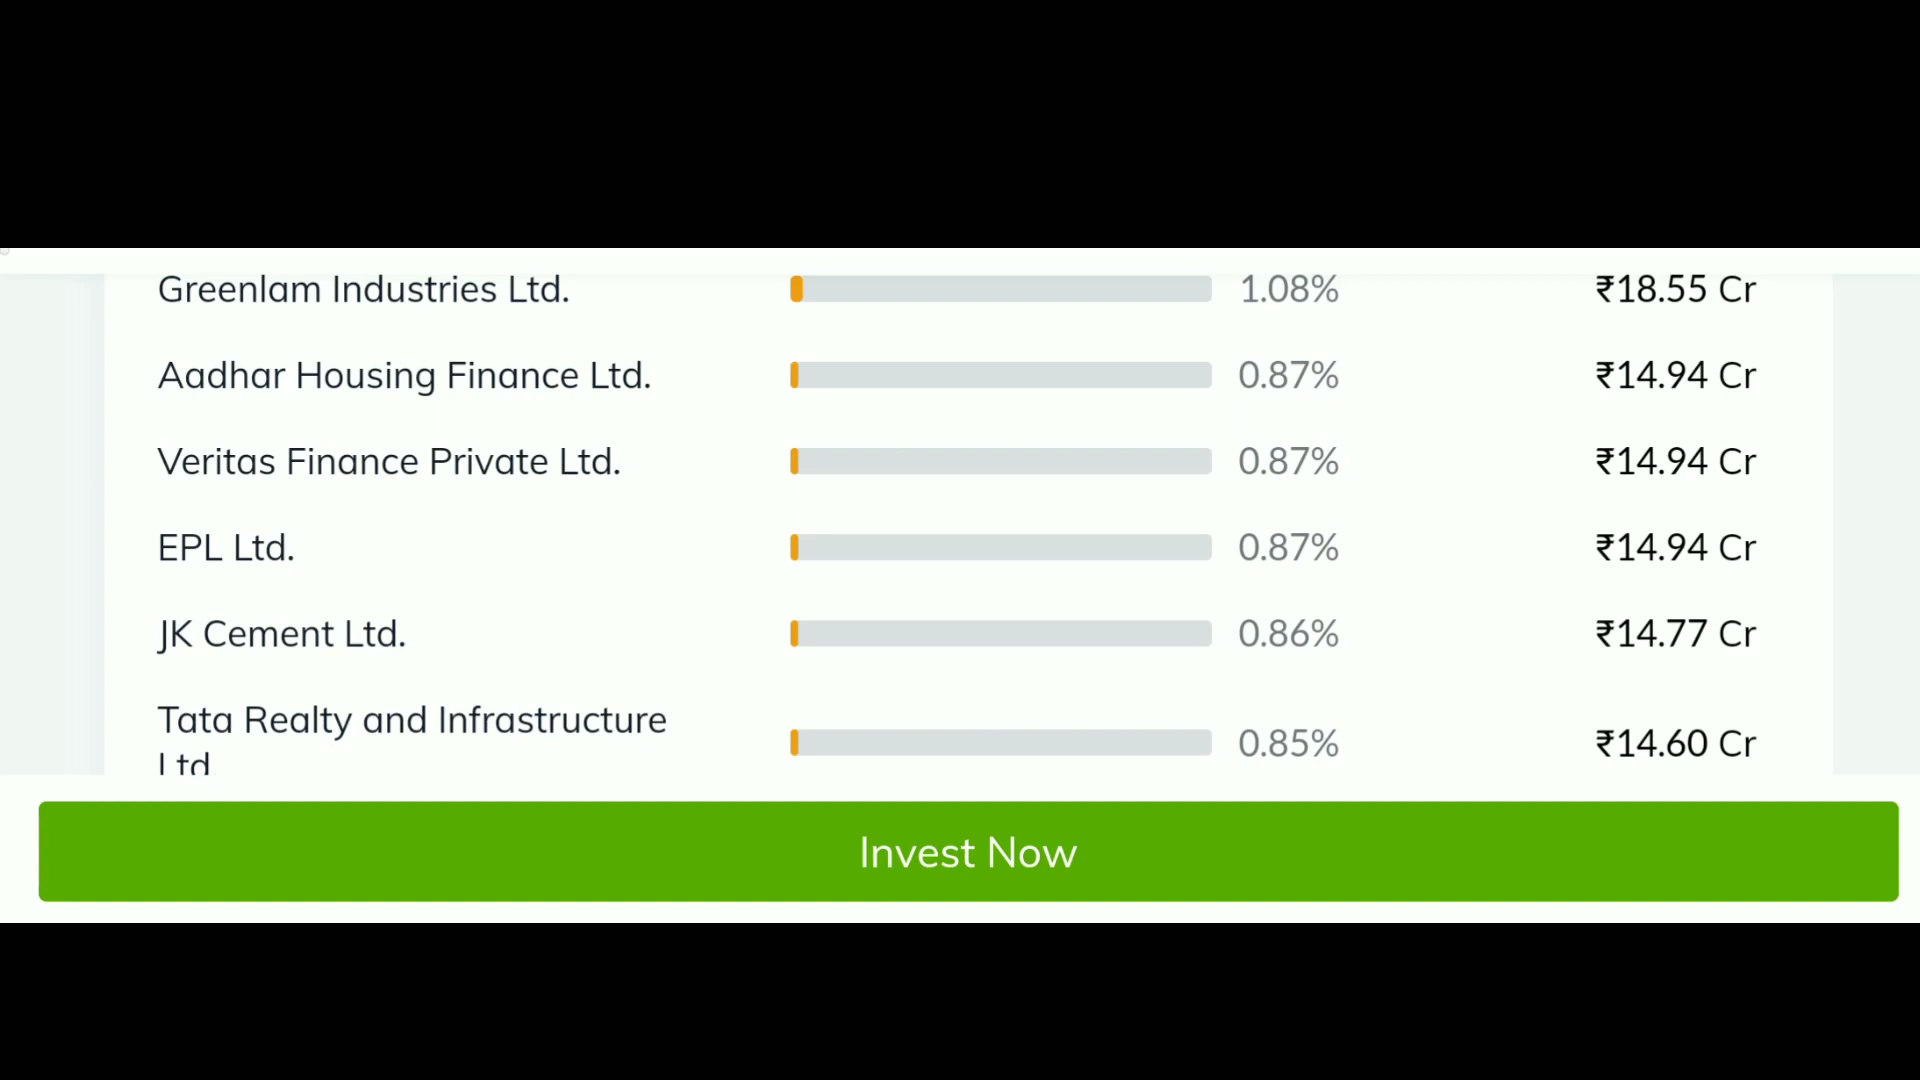 Greenlam Industries Ltd. 1.08% ₹18.55 Cr
Aadhar Housing Finance Ltd. 0.87% ₹14.94 Cr
Veritas Finance Private Ltd. 0.87% ₹14.94 Cr
EPL Ltd. 0.87% ₹14.94 Cr
JK Cement Ltd. 0.86% ₹14.77 Cr
Tata Realty and Infrastructure 0.85% ₹14.60 Cr
Ltd.
Invest Now